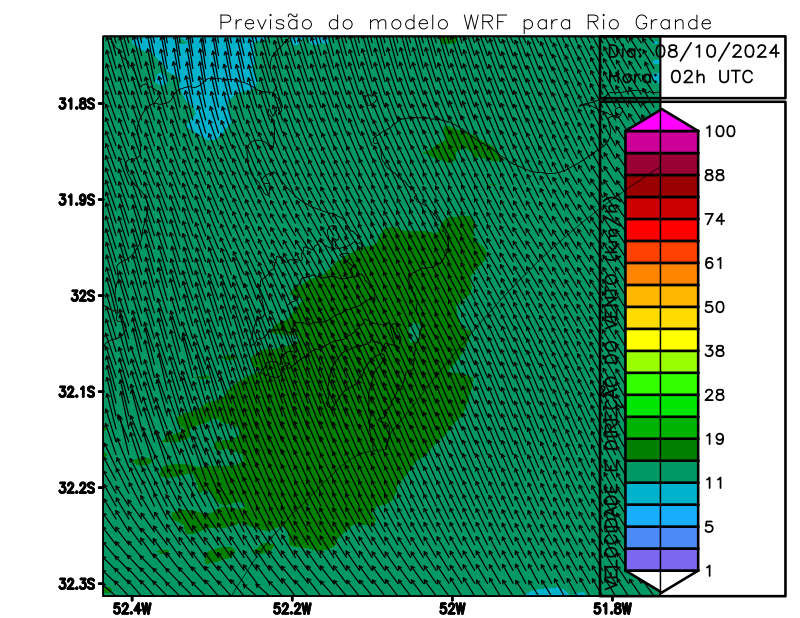 Previsão do modelo WRF para Rio Grande
Dia: 08/10/2024
Hora: 02h UTC
31.8S
31.9S
32S
32.1S
32.2S
32.3S
52.4W
52.2W
52W
51.8W
VELOCIDADE E DIREÇÃO DO VENTO (km/h)
100
88
74
61
50
38
28
19
11
5
1